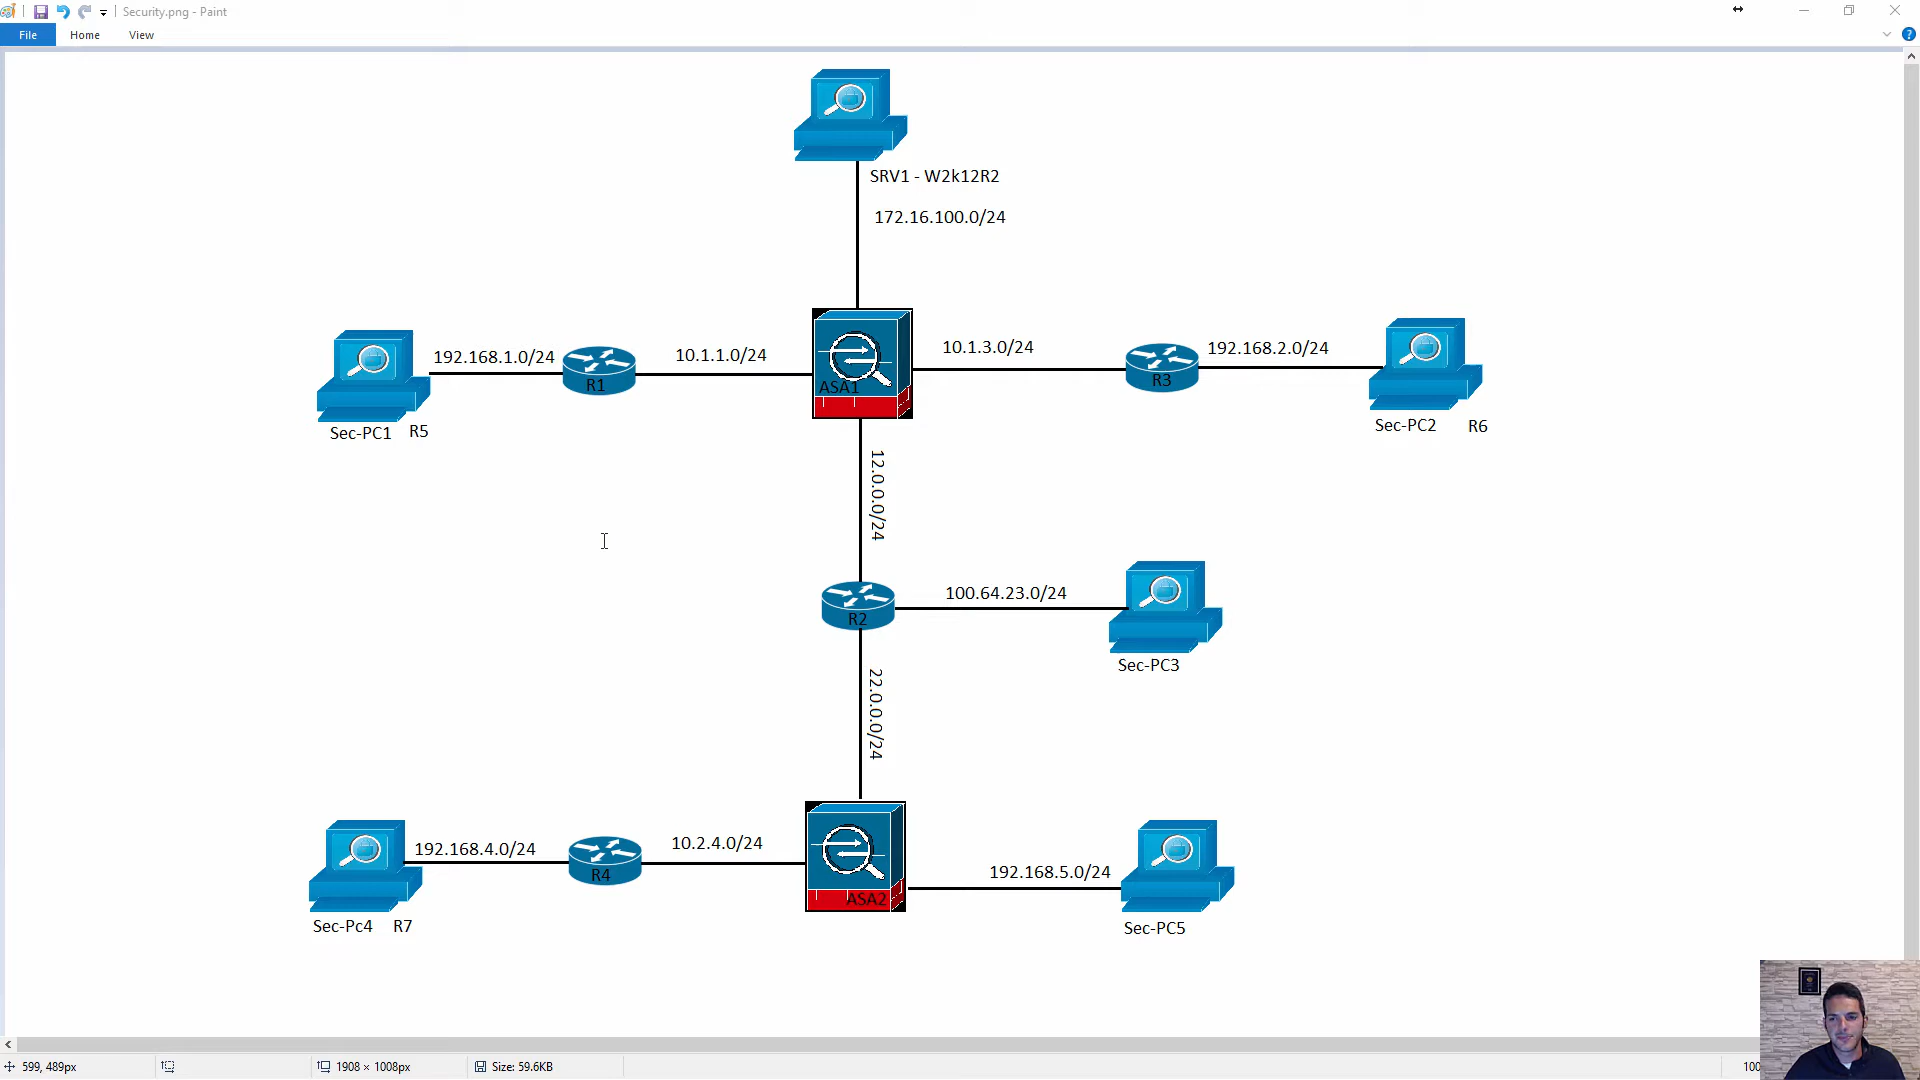 Security.png - Paint
File Home View
SRV1 - W2k12R2
172.16.100.0/24
192.168.1.0/24
R1
10.1.1.0/24
ASA1
10.1.3.0/24
R3
192.168.2.0/24
Sec-PC1 R5
Sec-PC2 R6
12.0.0.0/24
R2
100.64.23.0/24
Sec-PC3
22.0.0.0/24
192.168.4.0/24
R4
10.2.4.0/24
ASA2
192.168.5.0/24
Sec-Pc4 R7
Sec-PC5
599, 489px
1908 × 1008px
Size: 59.6KB
100